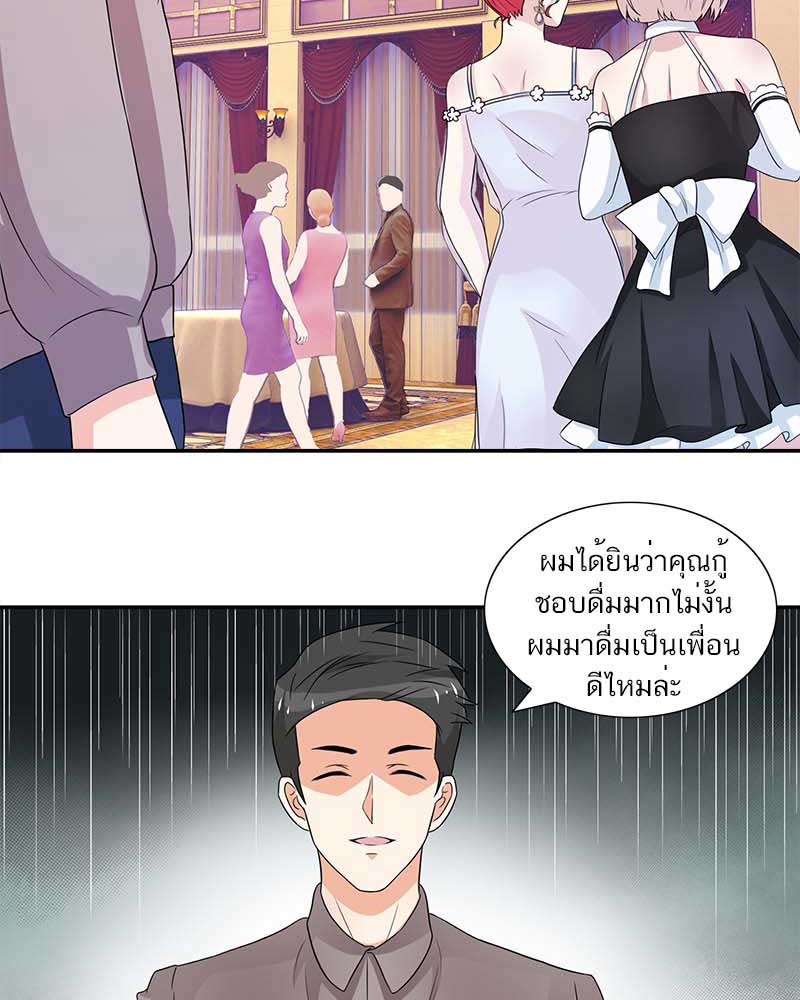 ผมได้ยินว่าคุณกู้
ชอบดื่มมากไม่งั้น
ผมมาดื่มเป็นเพื่อน
ดีไหมล่ะ